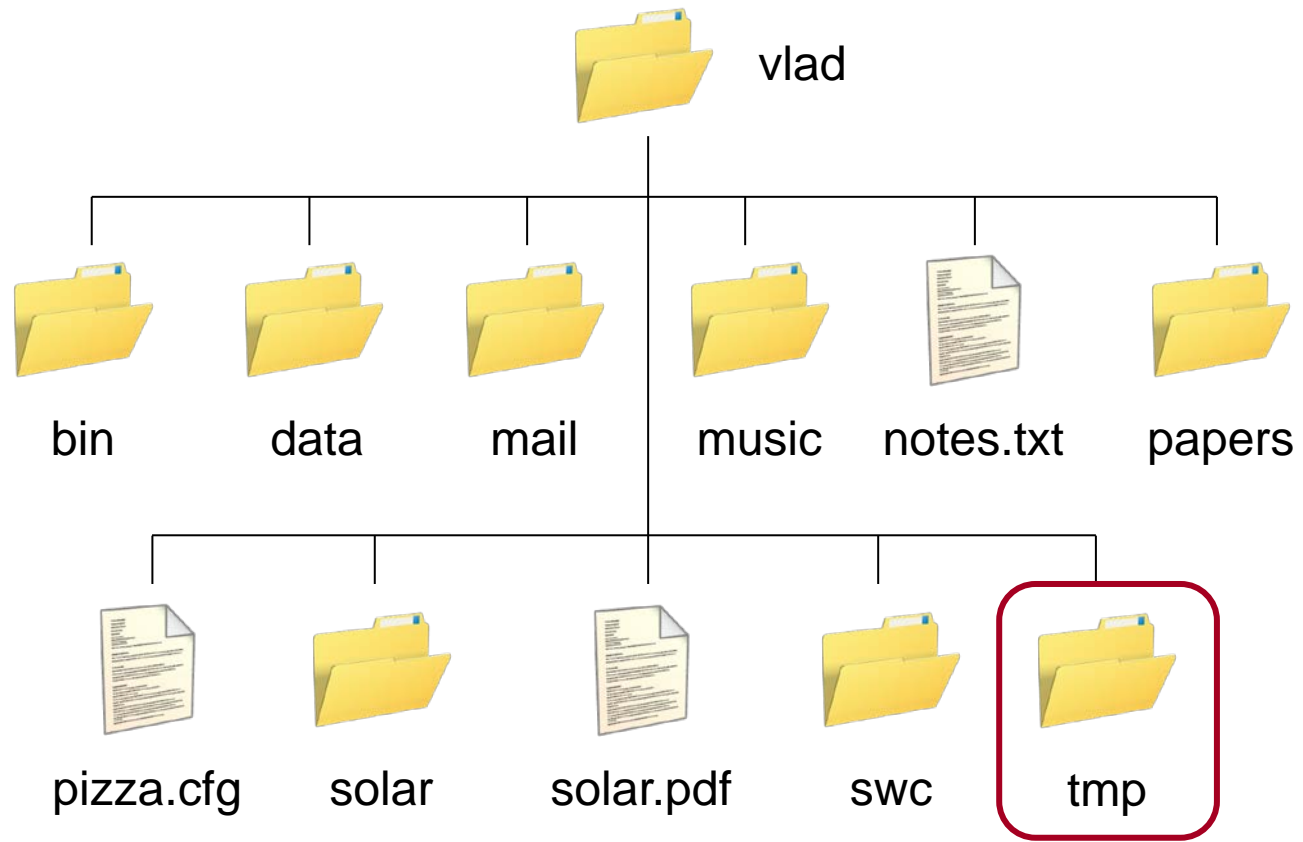 vlad
bin data mail music notes.txt papers
pizza.cfg solar solar.pdf swc tmp